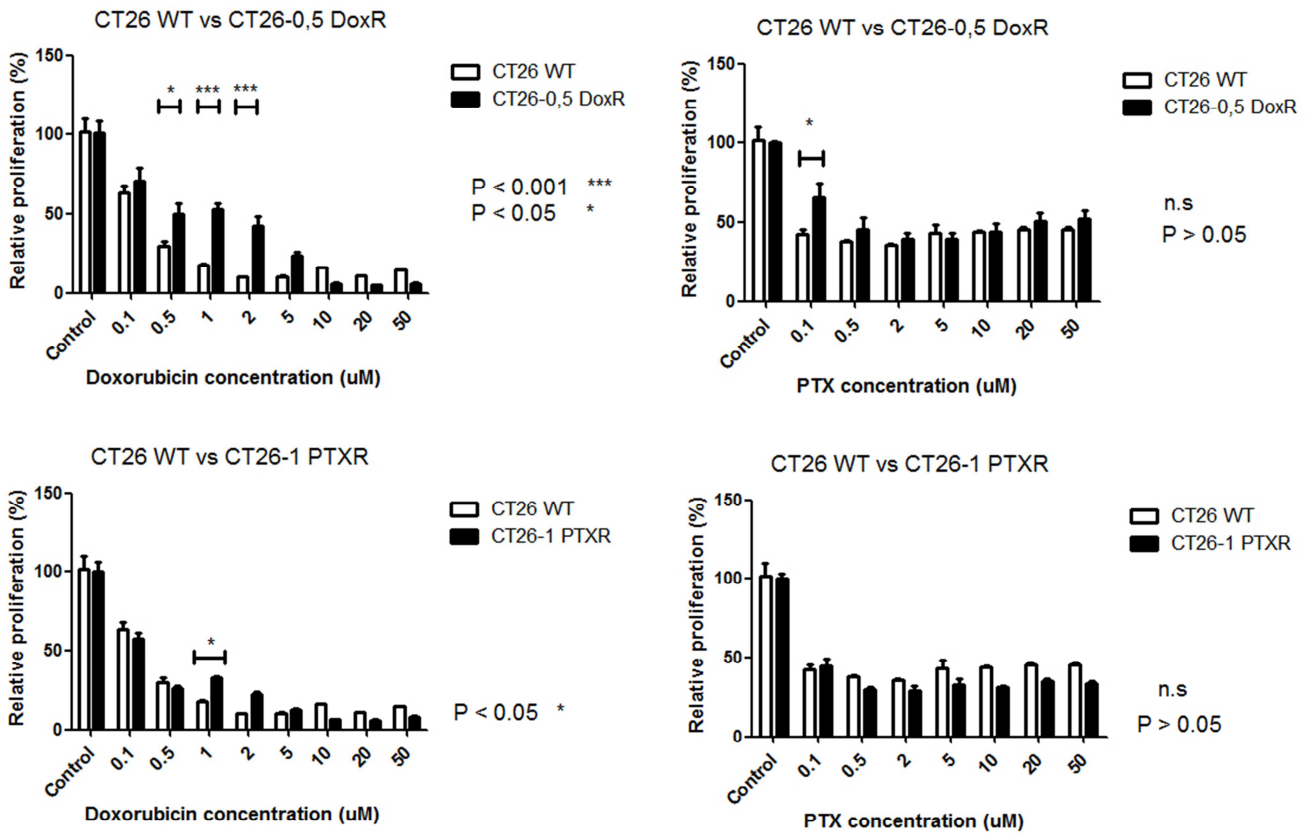 CT26 WT vs CT26-0,5 DoxR
Relative proliferation (%)
150
100
50
0
* *** ***
CT26 WT
CT26-0,5 DoxR
P < 0.001 ***
P < 0.05 *
Control 0.1 0.5 1 2 5 10 20 50
Doxorubicin concentration (uM)
CT26 WT vs CT26-0,5 DoxR
Relative proliferation (%)
150
100
50
0
*
CT26 WT
CT26-0,5 DoxR
n.s
P > 0.05
Control 0.1 0.5 2 5 10 20 50
PTX concentration (uM)
CT26 WT vs CT26-1 PTXR
Relative proliferation (%)
150
100
50
0
*
CT26 WT
CT26-1 PTXR
P < 0.05 *
Control 0.1 0.5 1 2 5 10 20 50
Doxorubicin concentration (uM)
CT26 WT vs CT26-1 PTXR
Relative proliferation (%)
150
100
50
0
CT26 WT
CT26-1 PTXR
n.s
P > 0.05
Control 0.1 0.5 2 5 10 20 50
PTX concentration (uM)